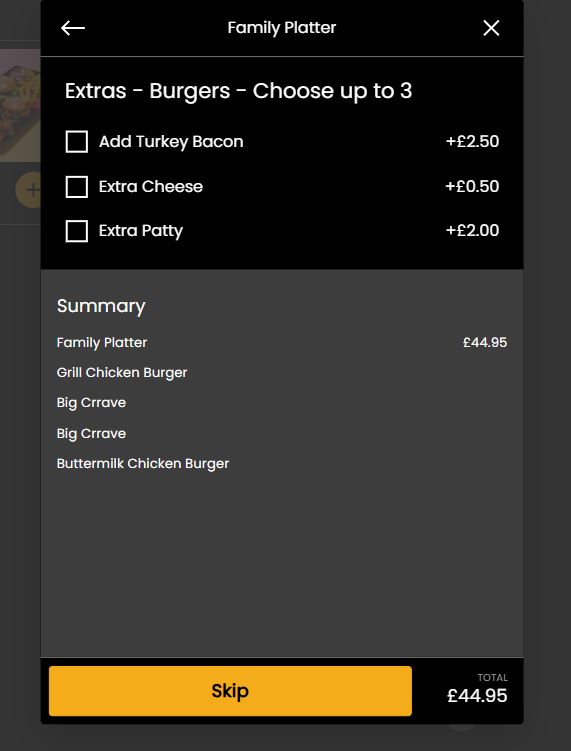 Family Platter
Extras - Burgers - Choose up to 3
Add Turkey Bacon +£2.50
Extra Cheese +£0.50
Extra Patty +£2.00
Summary
Family Platter £44.95
Grill Chicken Burger
Big Crrave
Big Crrave
Buttermilk Chicken Burger
Skip
TOTAL
£44.95